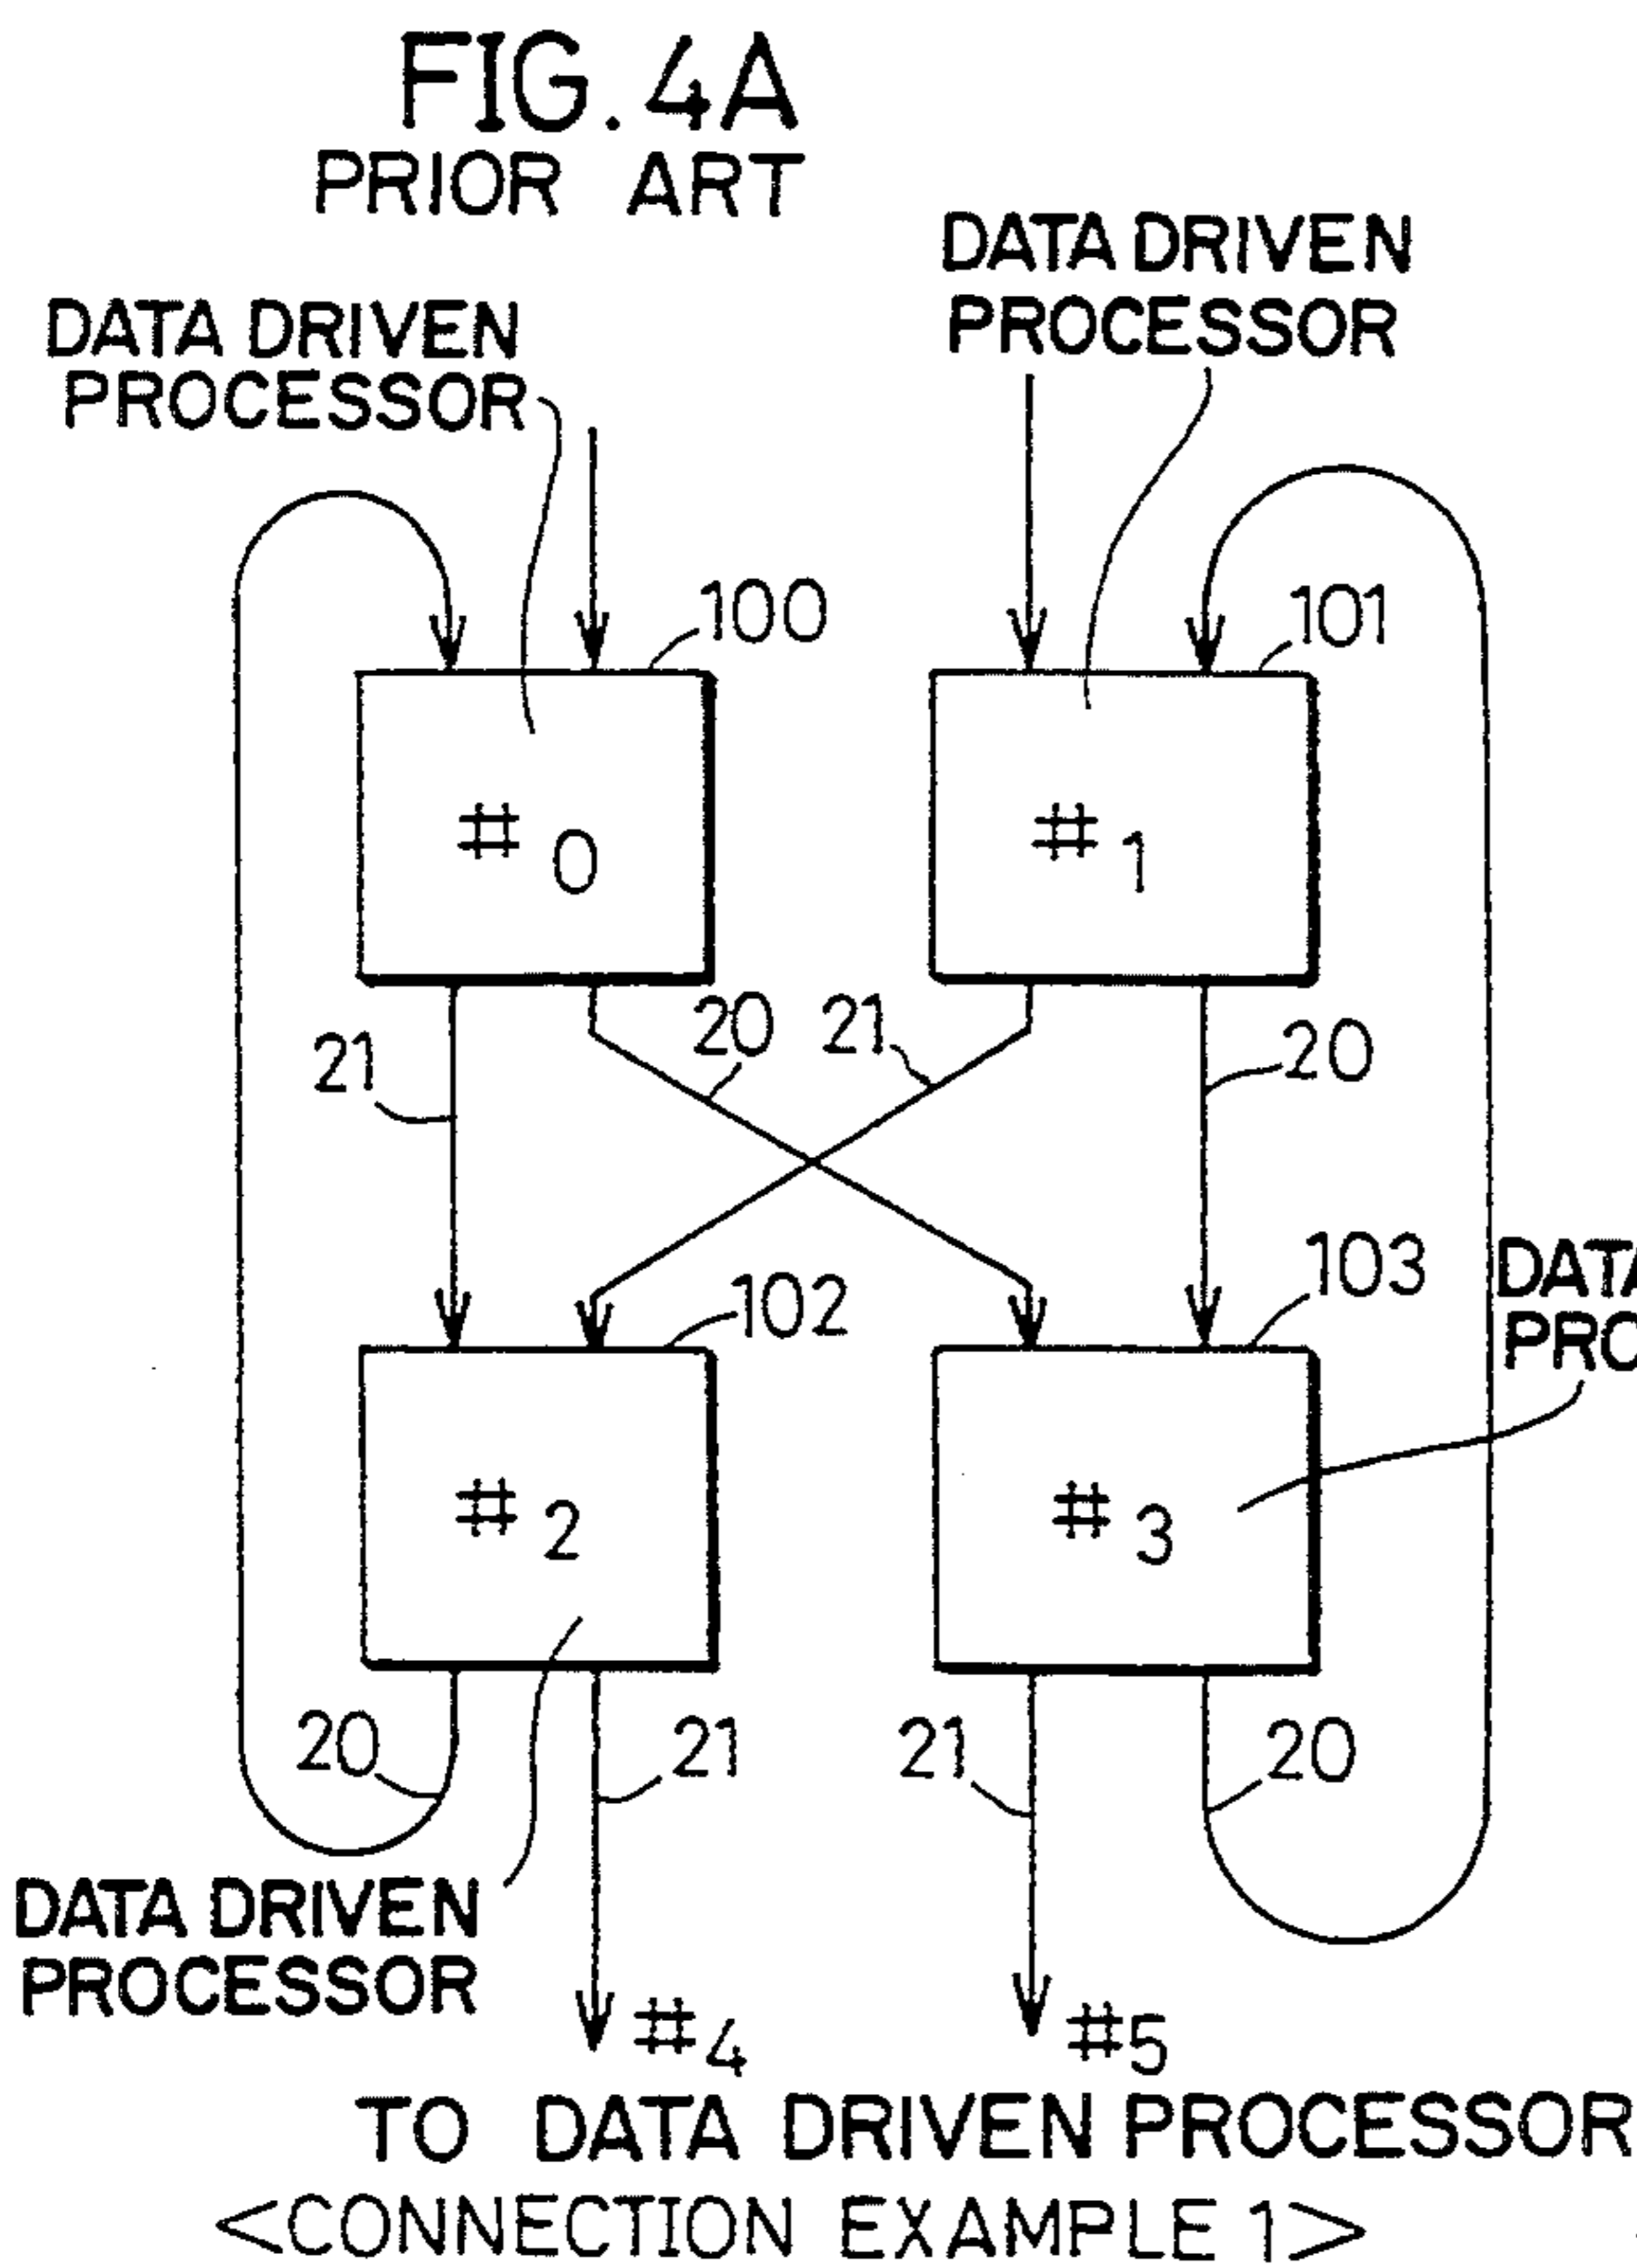 FIG.4A
PRIOR ART
DATA DRIVEN
PROCESSOR
DATA DRIVEN
PROCESSOR
100
101
#0
#1
21
20
21
20
102
103
DATA
PRO
#2
#3
20
21
21
20
DATA DRIVEN
PROCESSOR
#4
#5
TO DATA DRIVEN PROCESSOR
<CONNECTION EXAMPLE 1>